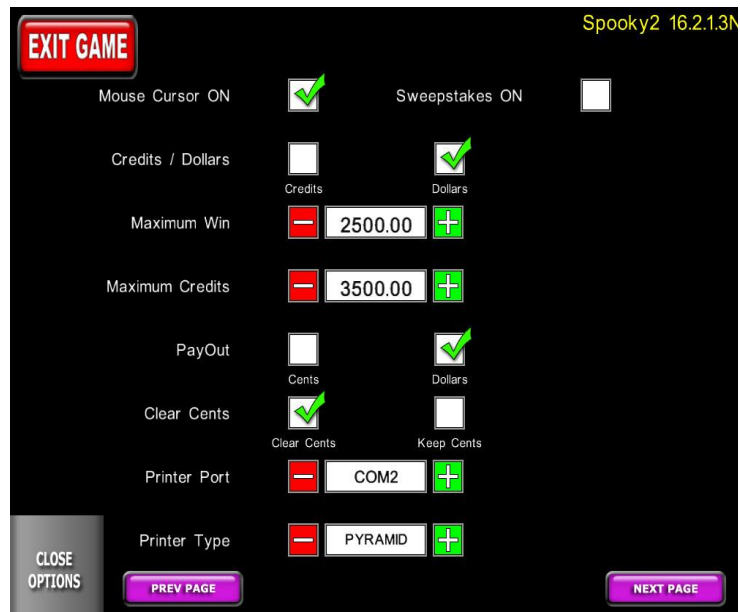 Spooky2 16.2.1.3N
EXIT GAME
Mouse Cursor ON
Sweepstakes ON
Credits / Dollars
Credits
Dollars
Maximum Win
2500.00
Maximum Credits
3500.00
PayOut
Cents
Dollars
Clear Cents
Clear Cents
Keep Cents
Printer Port
COM2
Printer Type
PYRAMID
CLOSE
OPTIONS
PREV PAGE
NEXT PAGE